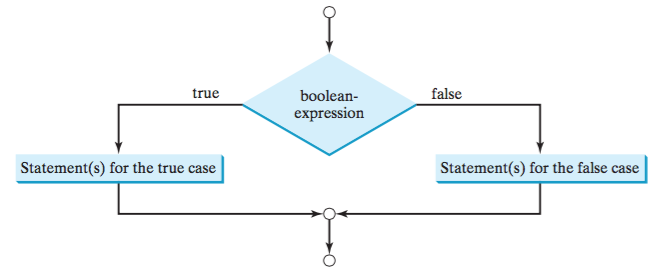 true
boolean-
expression
false
Statement(s) for the true case
Statement(s) for the false case